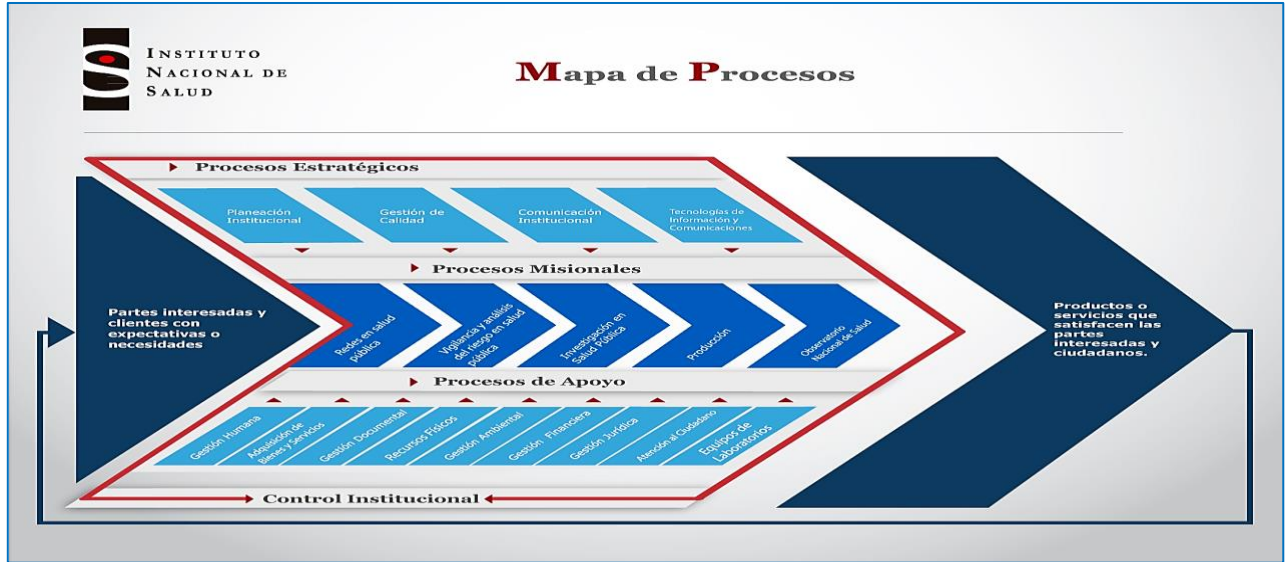 INSTITUTO
NACIONAL DE
SALUD
Mapa de Procesos
Procesos Estratégicos
Planeación
Institucional
Gestión de
Calidad
Comunicación
Institucional
Tecnologías de
Información y
Comunicaciones
Procesos Misionales
Partes interesadas y
clientes con
expectativas o
necesidades
Redes en salud
pública
Vigilancia y análisis
del riesgo en salud
pública
Investigación en
Salud Pública
Producción
Observatorio
Nacional de Salud
Productos o
servicios que
satisfacen las
partes
interesadas y
ciudadanos.
Procesos de Apoyo
Gestión Humana
Adquisición de
Bienes y Servicios
Gestión Documental
Recursos Físicos
Gestión Ambiental
Gestión Financiera
Gestión Jurídica
Atención al Ciudadano
Equipos de
Laboratorios
Control Institucional